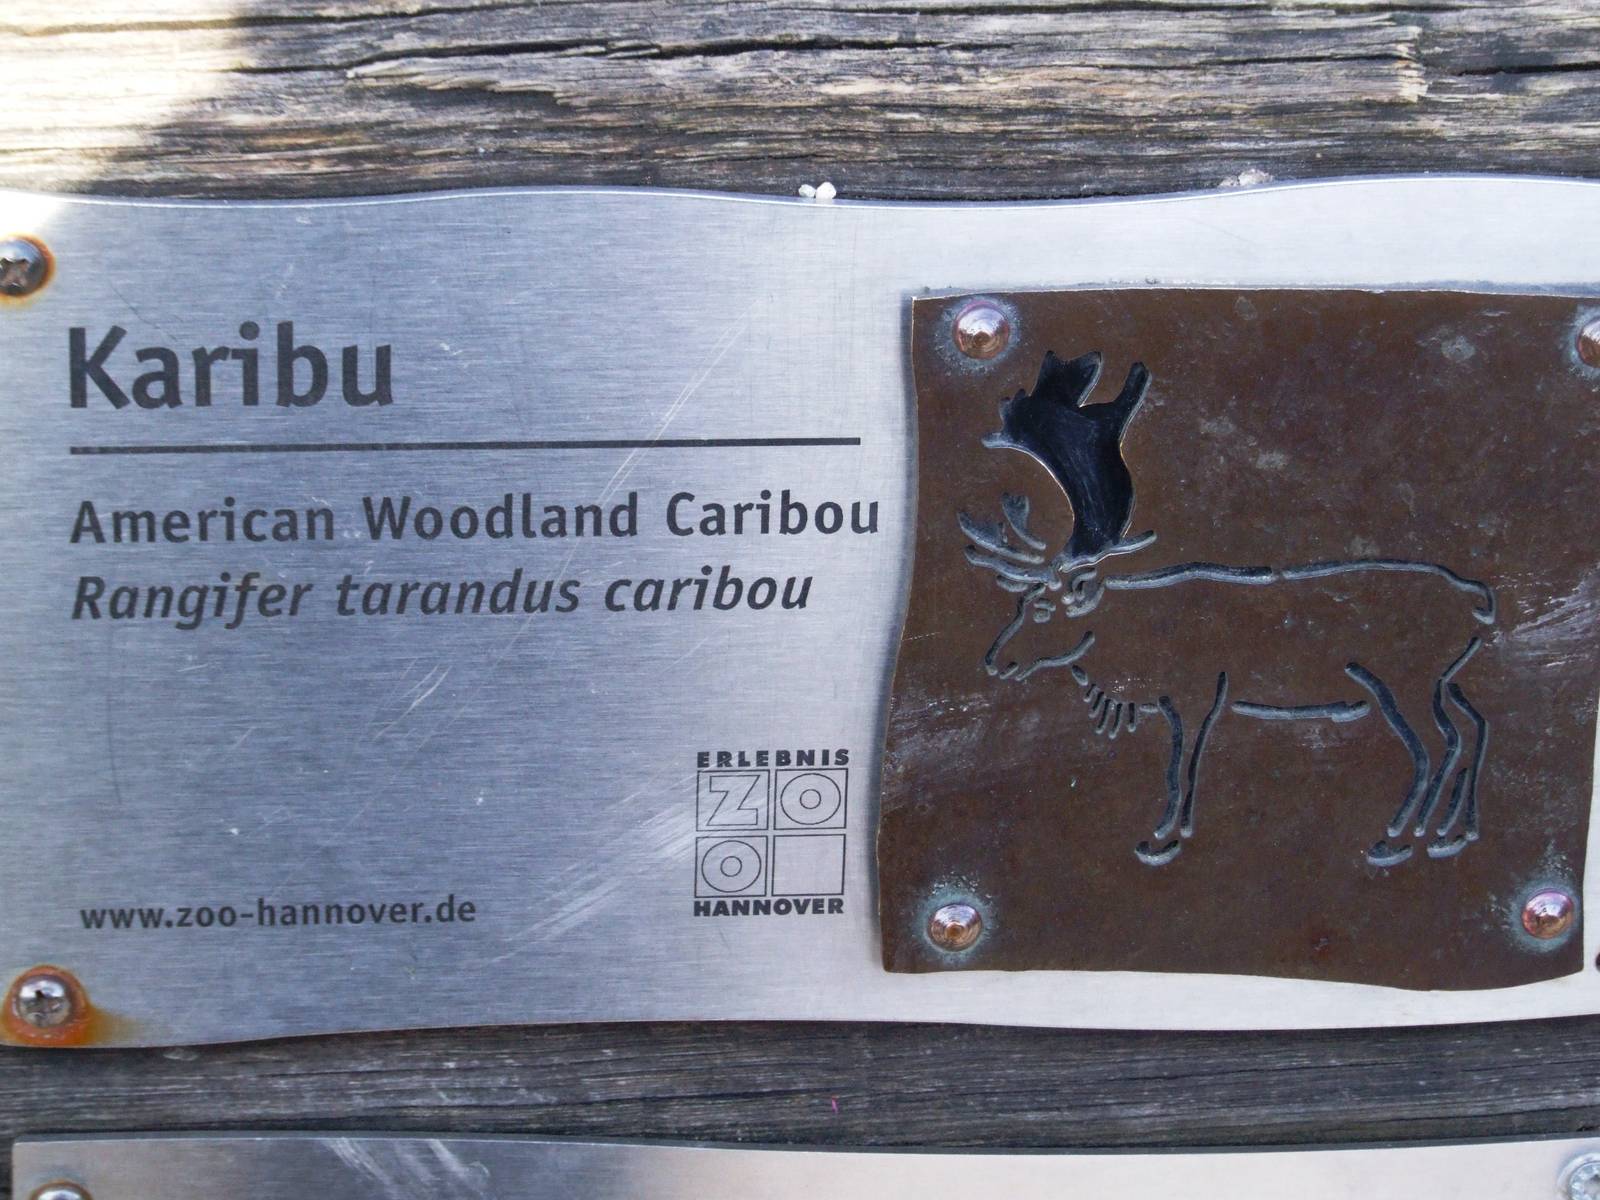 Karibu
American Woodland Caribou
Rangifer tarandus caribou
ERLEBNIS
ZO
O
HANNOVER
www.zoo-hannover.de